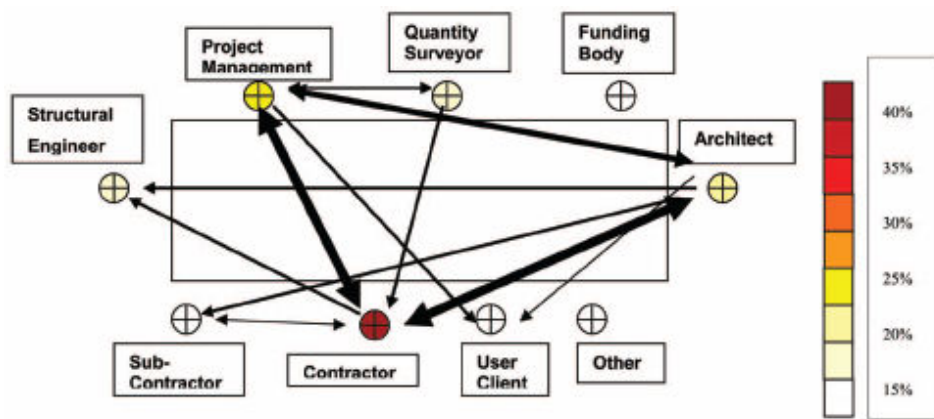 Project
Management
Quantity
Surveyor
Funding
Body
Structural
Engineer
Architect
Sub-
Contractor
Contractor
User
Client
Other
40%
35%
30%
25%
20%
15%